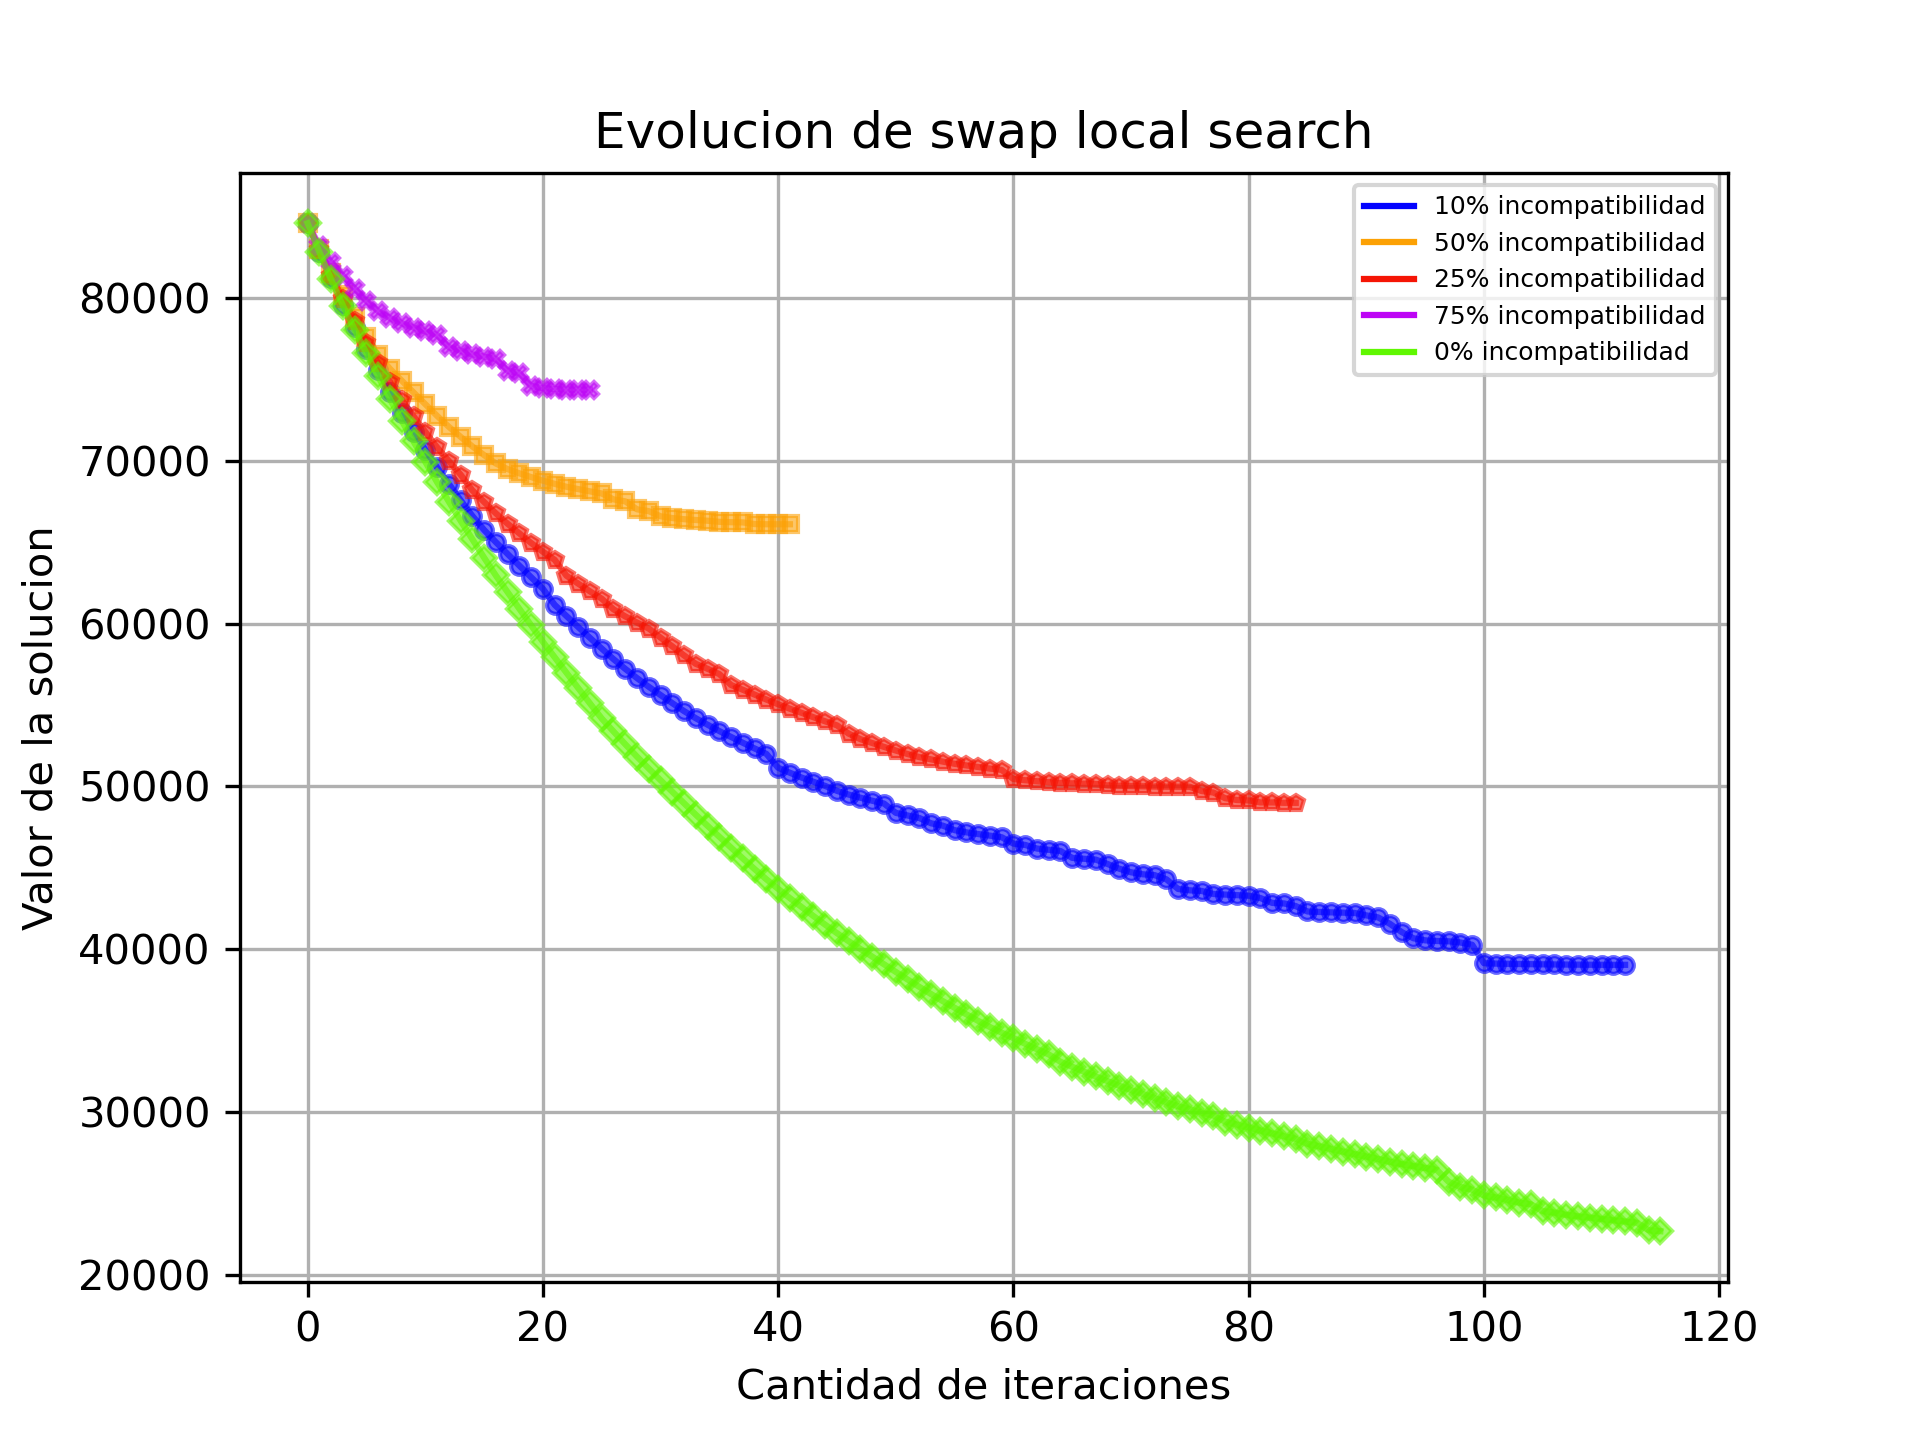 Evolucion de swap local search
10% incompatibilidad
50% incompatibilidad
25% incompatibilidad
75% incompatibilidad
0% incompatibilidad
Valor de la solucion
80000
70000
60000
50000
40000
30000
20000
0 20 40 60 80 100 120
Cantidad de iteraciones